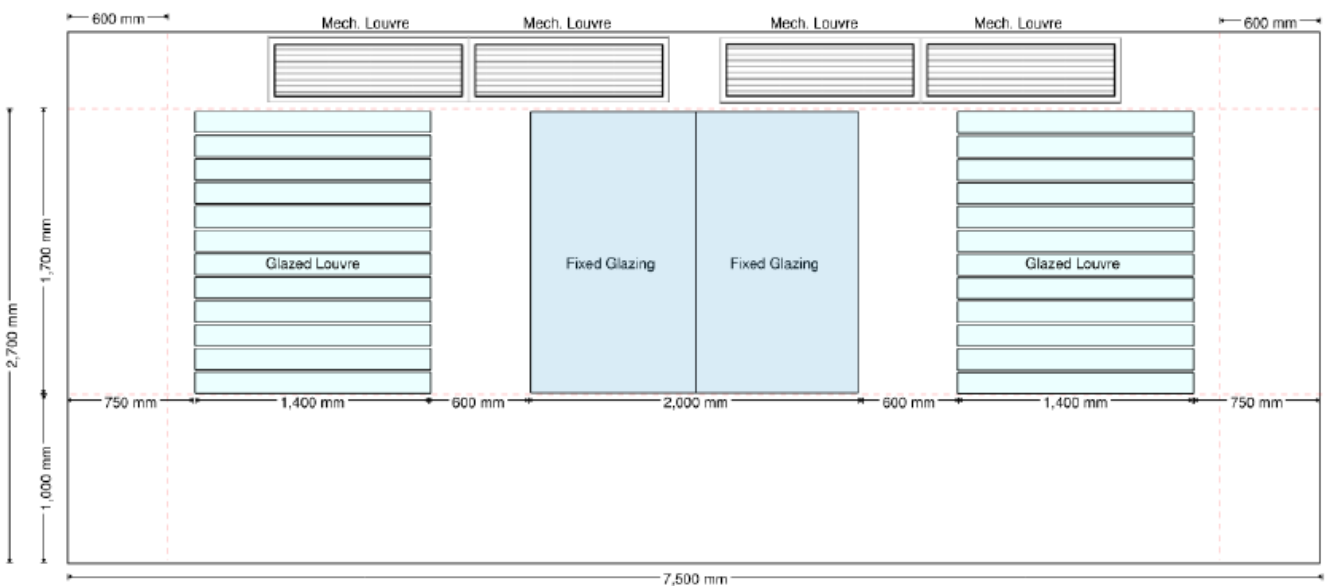 600 mm
Mech. Louvre
Mech. Louvre
Mech. Louvre
Mech. Louvre
600 mm
1,700 mm
2,700 mm
Glazed Louvre
Fixed Glazing
Fixed Glazing
Glazed Louvre
750 mm
1,400 mm
600 mm
2,000 mm
600 mm
1,400 mm
750 mm
1,000 mm
7,500 mm